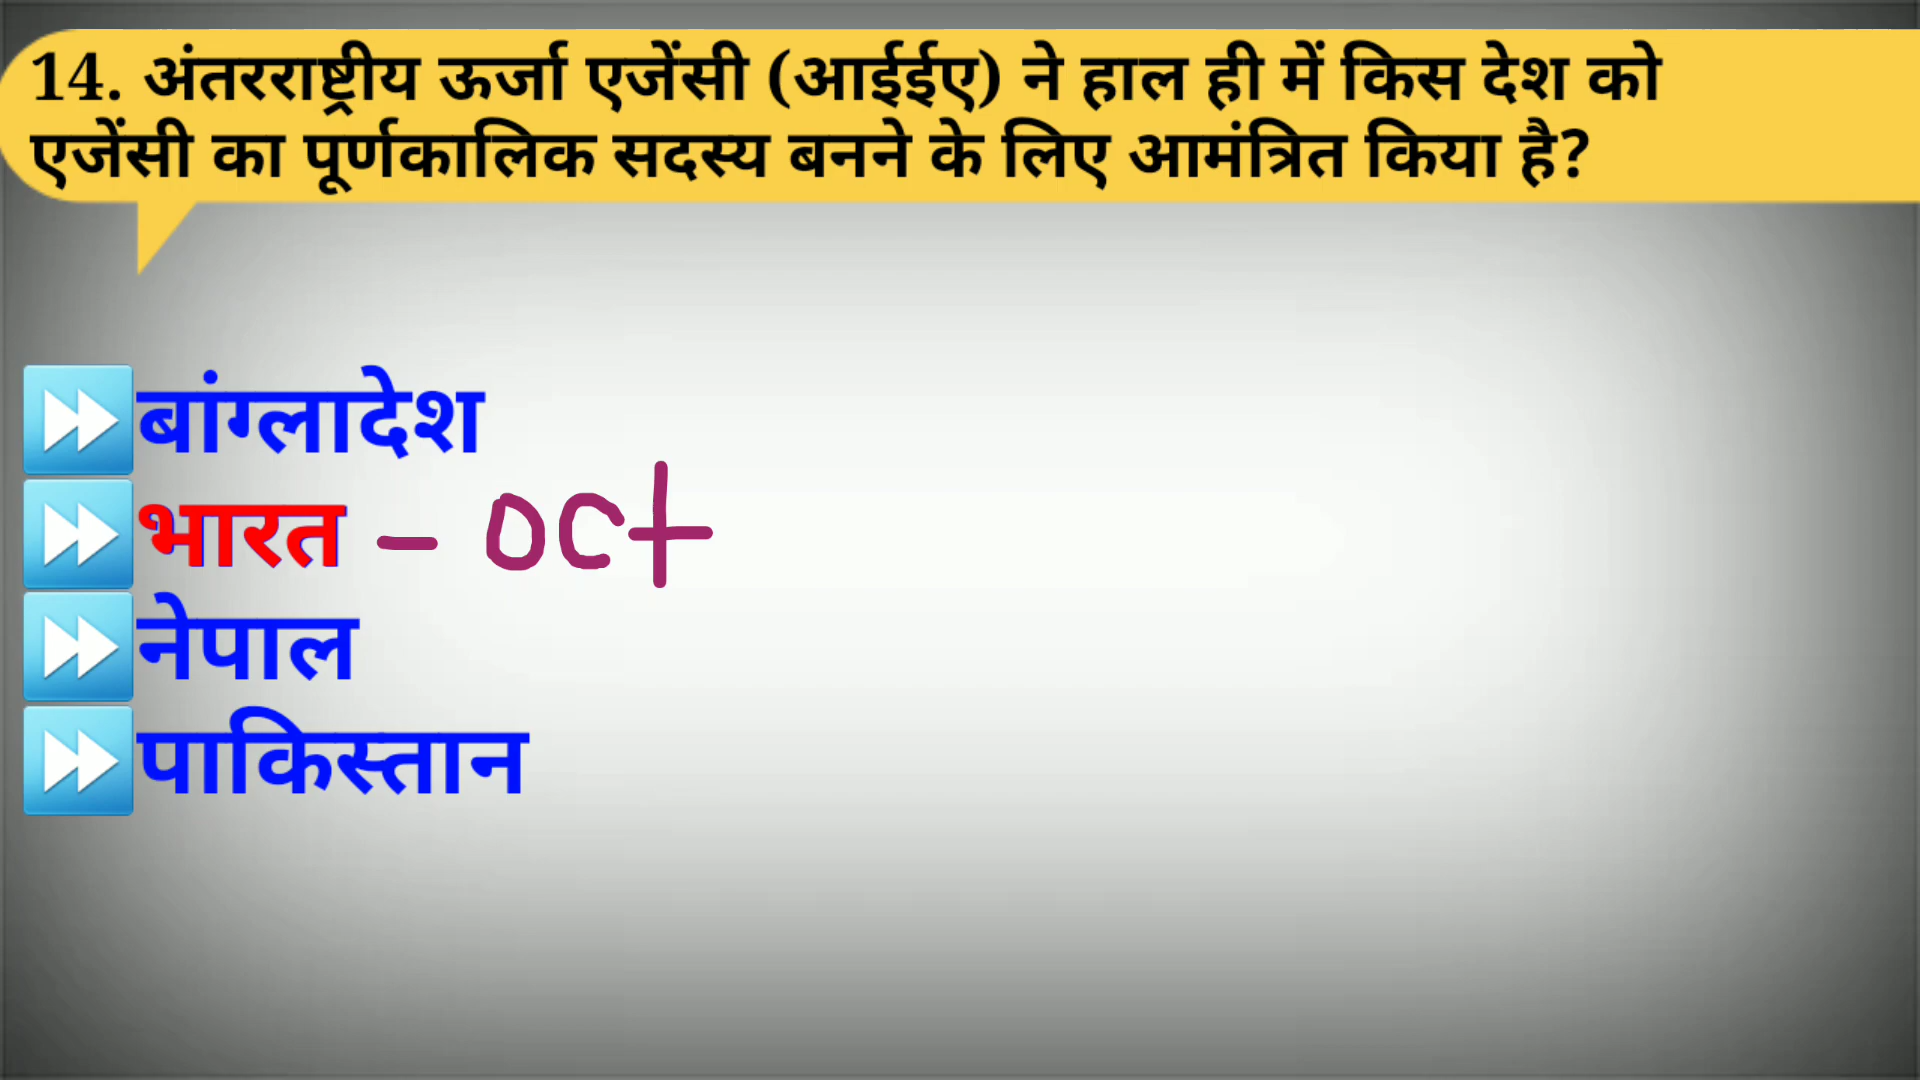 14. अंतरराष्ट्रीय ऊर्जा एजेंसी (आईईए) ने हाल ही में किस देश को
एजेंसी का पूर्णकालिक सदस्य बनने के लिए आमंत्रित किया है?
बांग्लादेश
भारत - oct
नेपाल
पाकिस्तान